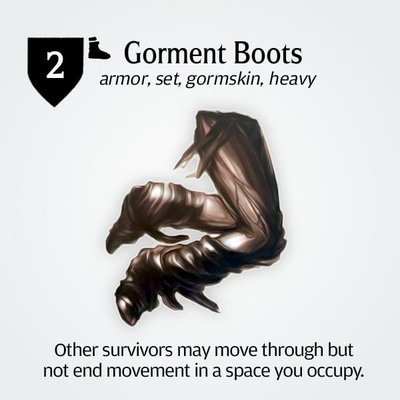 2
Gorment Boots
armor, set, gormskin, heavy
Other survivors may move through but
not end movement in a space you occupy.